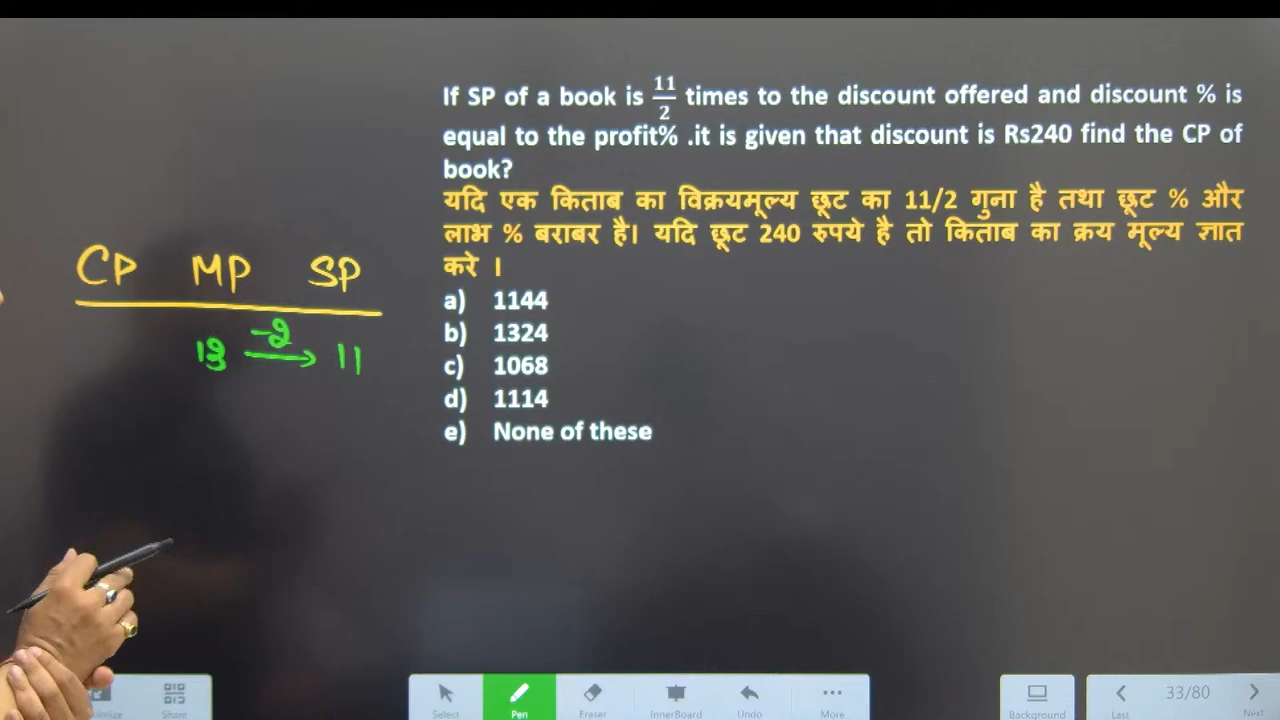 If SP of a book is 11/2 times to the discount offered and discount % is
equal to the profit% .it is given that discount is Rs240 find the CP of
book?
यदि एक किताब का विक्रयमूल्य छूट का 11/2 गुना है तथा छूट % और
लाभ % बराबर है। यदि छूट 240 रुपये है तो किताब का क्रय मूल्य ज्ञात
करे ।
a) 1144
b) 1324
c) 1068
d) 1114
e) None of these
CP MP SP
13 -2 → 11
Share
Select Pen Eraser InnerBoard Undo More
Background
Last 33/80 Next